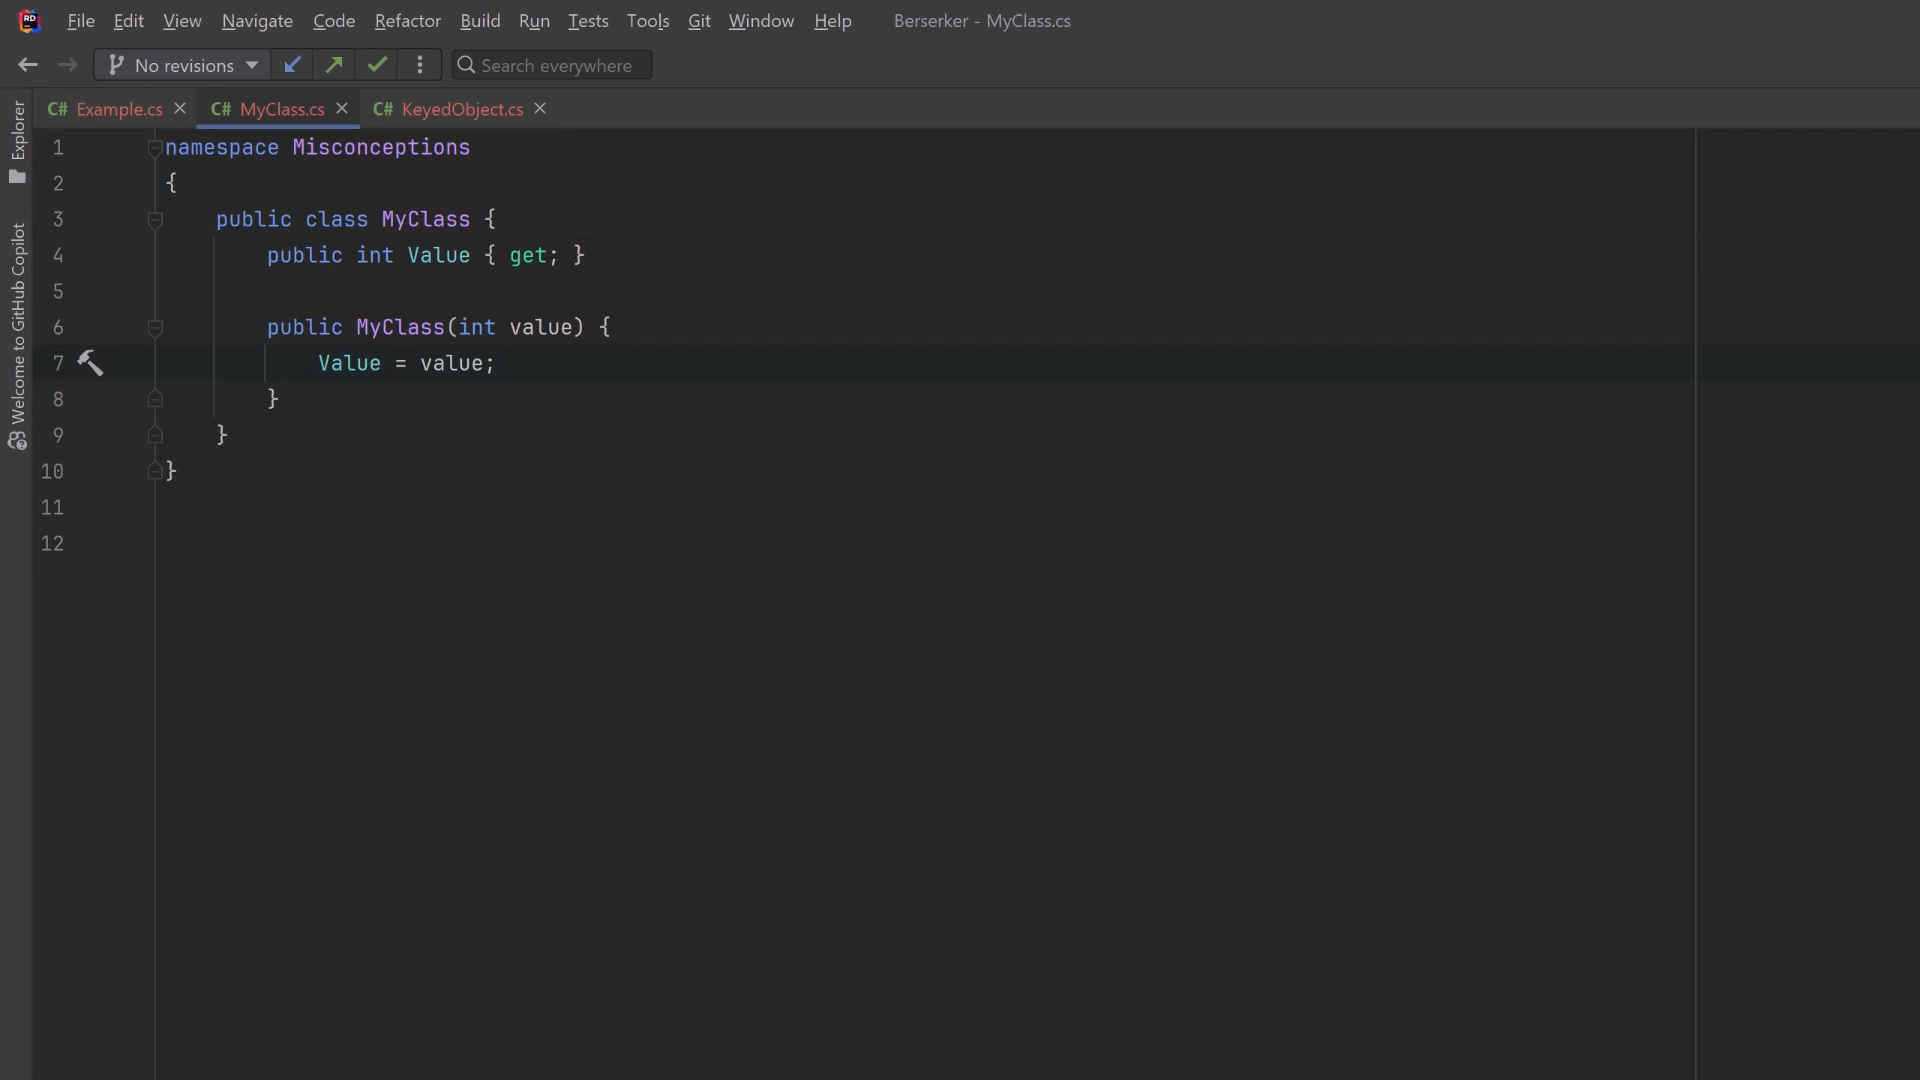 RD File Edit View Navigate Code Refactor Build Run Tests Tools Git Window Help Berserker - MyClass.cs
No revisions Search everywhere
C# Example.cs C# MyClass.cs C# KeyedObject.cs
Explorer
Welcome to GitHub Copilot
1 namespace Misconceptions
2 {
3 public class MyClass {
4 public int Value { get; }
5
6 public MyClass(int value) {
7 Value = value;
8 }
9 }
10 }
11
12